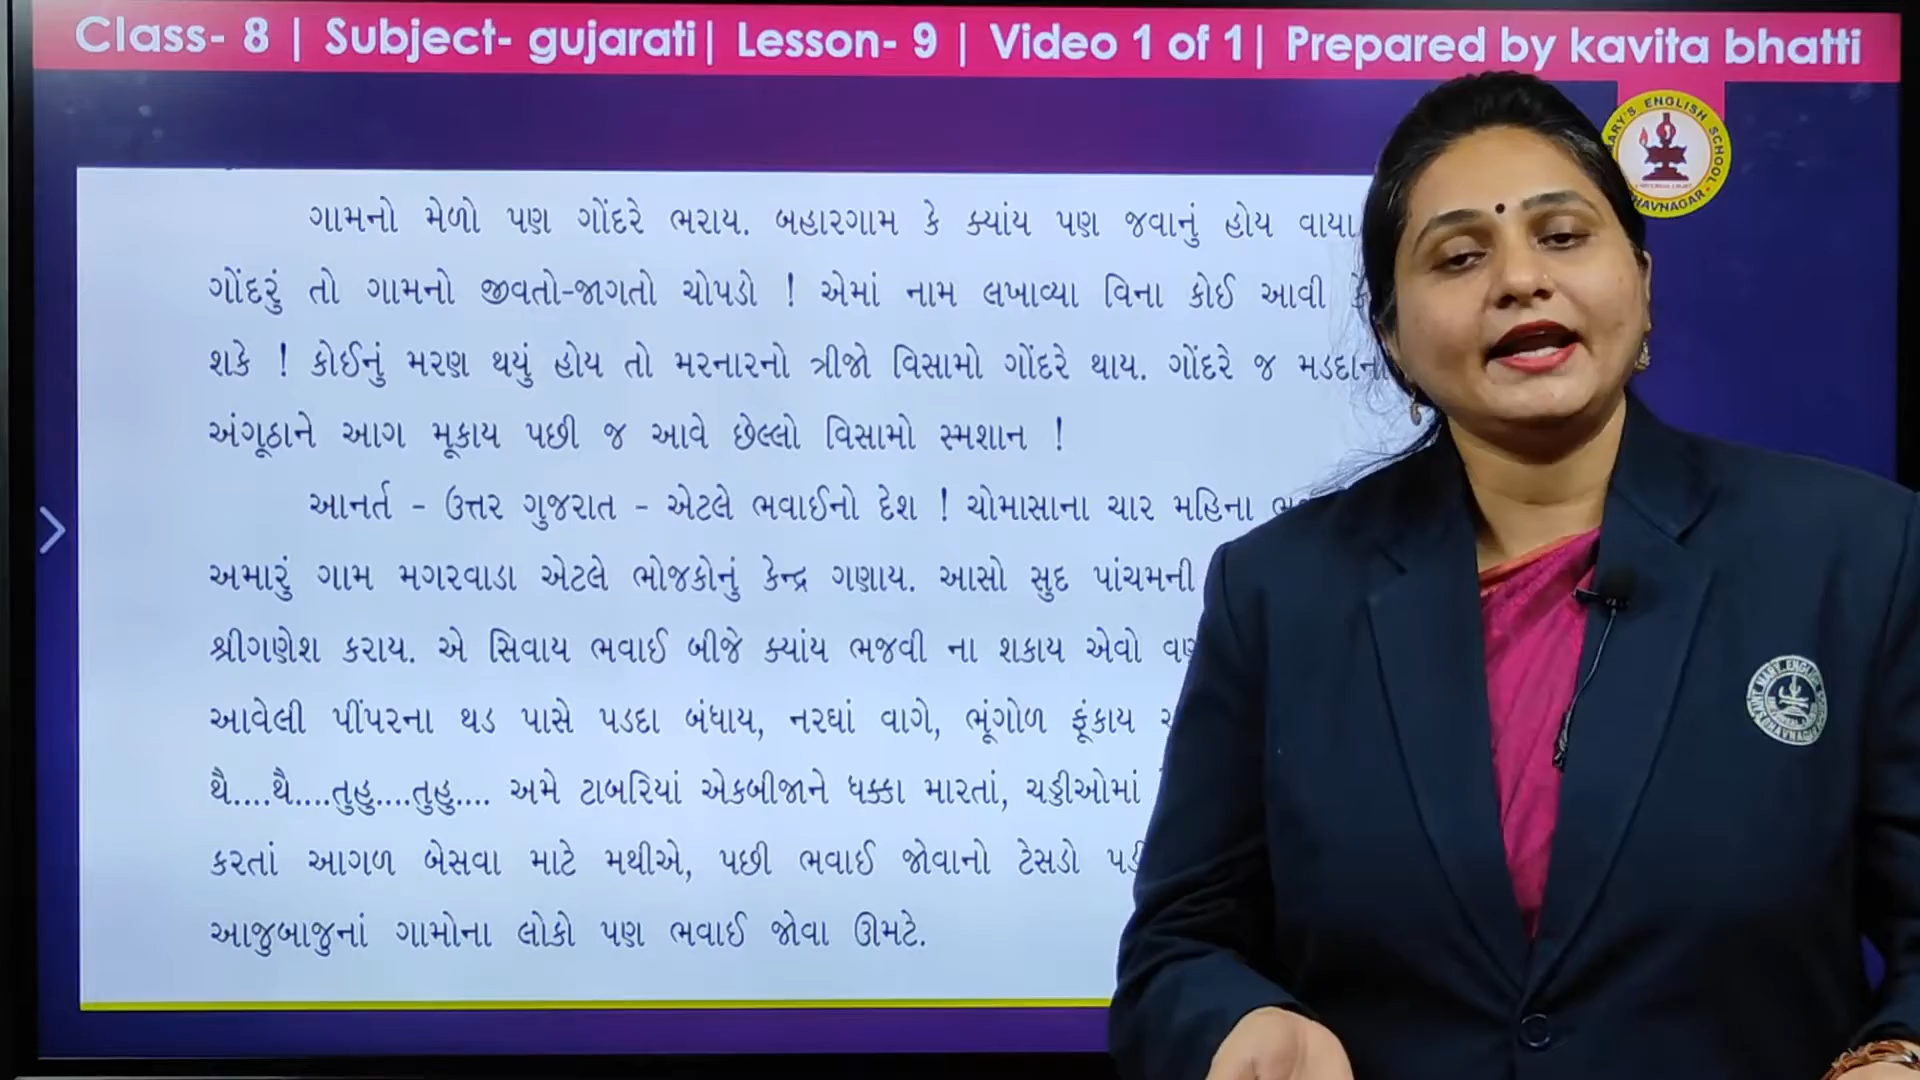 Class- 8 | Subject- gujarati| Lesson- 9 | Video 1 of 1| Prepared by kavita bhatti
ENGLISH SCHOOL
ગામનો મેળો પણ ગોંદરે ભરાય. બહારગામ કે ક્યાંય પણ જવાનું હોય વાયા
ગોંદરું તો ગામનો જીવતો-જાગતો ચોપડો ! એમાં નામ લખાવ્યા વિના કોઈ આવી
શકે ! કોઈનું મરણ થયું હોય તો મરનારનો ત્રીજો વિસામો ગોંદરે થાય. ગોંદરે જ
અંગૂઠાને આગ મૂકાય પછી જ આવે છેલ્લો વિસામો સ્મશાન !
આનર્ત - ઉત્તર ગુજરાત - એટલે ભવાઈનો દેશ ! ચોમાસાના ચાર મહિના
અમારું ગામ મગરવાડા એટલે ભોજકોનું કેન્દ્ર ગણાય. આસો સુદ પાંચમની
શ્રીગણેશ કરાય. એ સિવાય ભવાઈ બીજે ક્યાંય ભજવી ના શકાય એવો
આવેલી પીંપરના થડ પાસે પડદા બંધાય, નરઘાં વાગે, ભૂંગોળ ફૂંકાય
થૈ....થૈ....તુહુ....તુહુ.... અમે ટાબરિયાં એકબીજાને ધક્કા મારતાં, ચડ્ડીઓમાં
કરતાં આગળ બેસવા માટે મથીએ, પછી ભવાઈ જોવાનો ટેસડો
આજુબાજુનાં ગામોના લોકો પણ ભવાઈ જોવા ઊમટે.